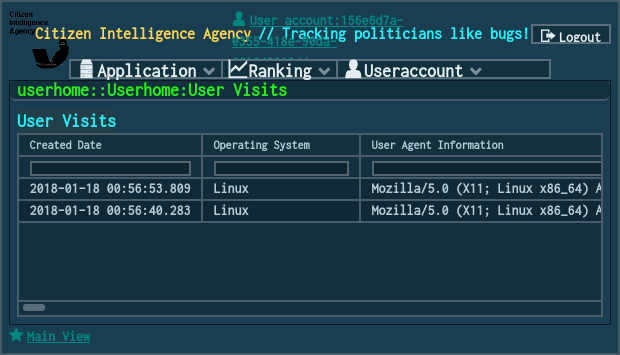 Citizen
Intelligence
Agency
User account:156e6d7a-
Citizen Intelligence Agency // Tracking politicians like bugs!
Logout
Application Ranking Useraccount
userhome::Userhome:User Visits
User Visits
Created Date Operating System User Agent Information
2018-01-18 00:56:53.809 Linux Mozilla/5.0 (X11; Linux x86_64) A
2018-01-18 00:56:40.283 Linux Mozilla/5.0 (X11; Linux x86_64) A
Main View